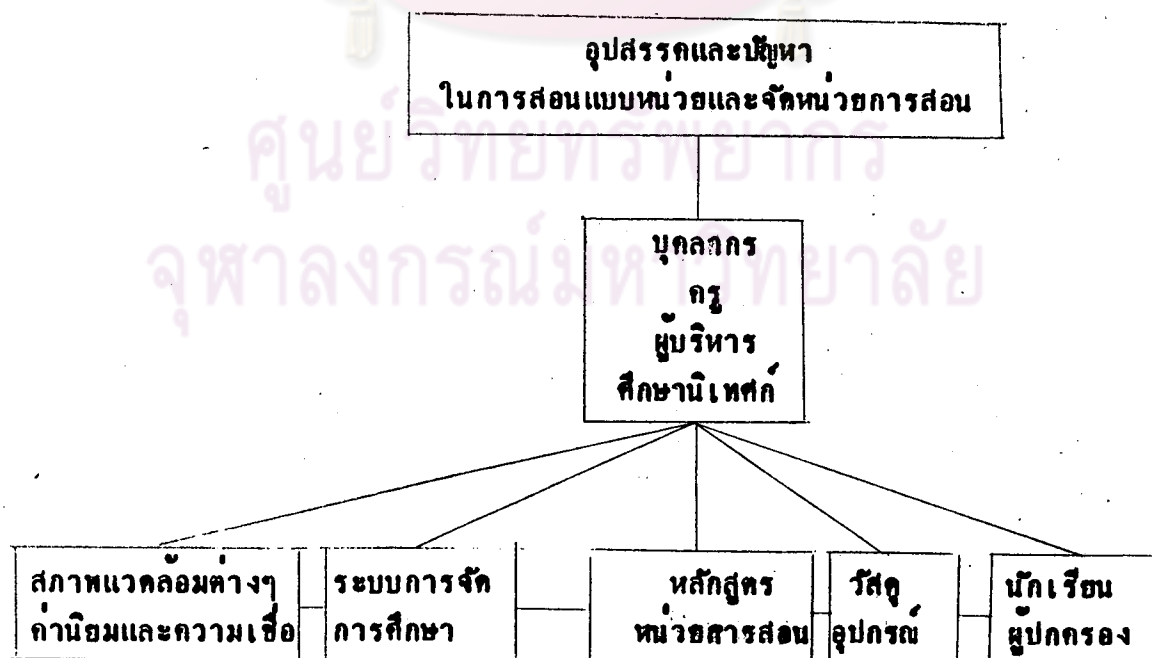 อุปสรรคและปัญหา
ในการสอนแบบหน่วยและจัดหน่วยการสอน
ศูนย์วิทยทรัพยากร
จุฬาลงกรณ์มหาวิทยาลัย
บุคลากร
ครู
ผู้บริหาร
ศึกษานิเทศก์
สภาพแวดล้อมต่างๆ
ค่านิยมและความเชื่อ
ระบบการจัด
การศึกษา
หลักสูตร
หน่วยการสอน
วัสดุ
อุปกรณ์
นักเรียน
ผู้ปกครอง